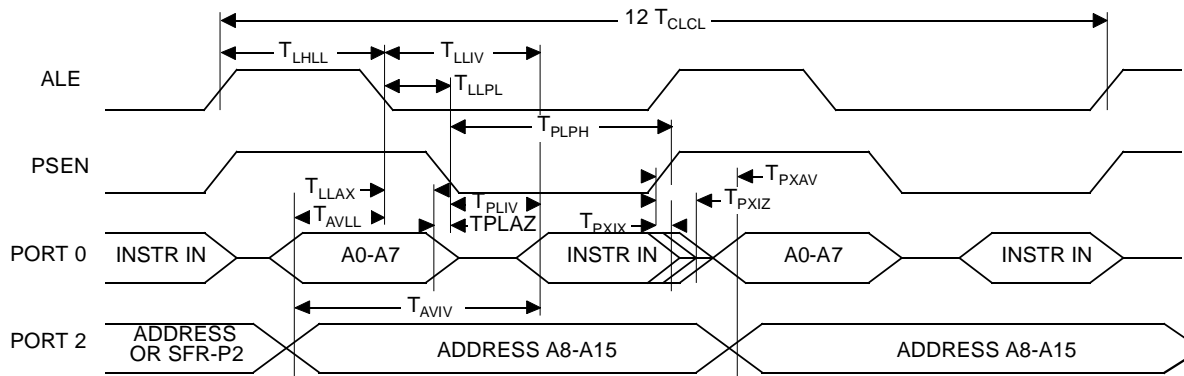 12 TCLCL
TLHLL TLLIV
ALE
TLLPL
TPLPH
PSEN
TLLAX TPXAV
TPLIV TPXIZ
TAVLL TPLAZ TPXIX
PORT 0 INSTR IN A0-A7 INSTR IN A0-A7 INSTR IN
TAVIV
PORT 2 ADDRESS OR SFR-P2 ADDRESS A8-A15 ADDRESS A8-A15